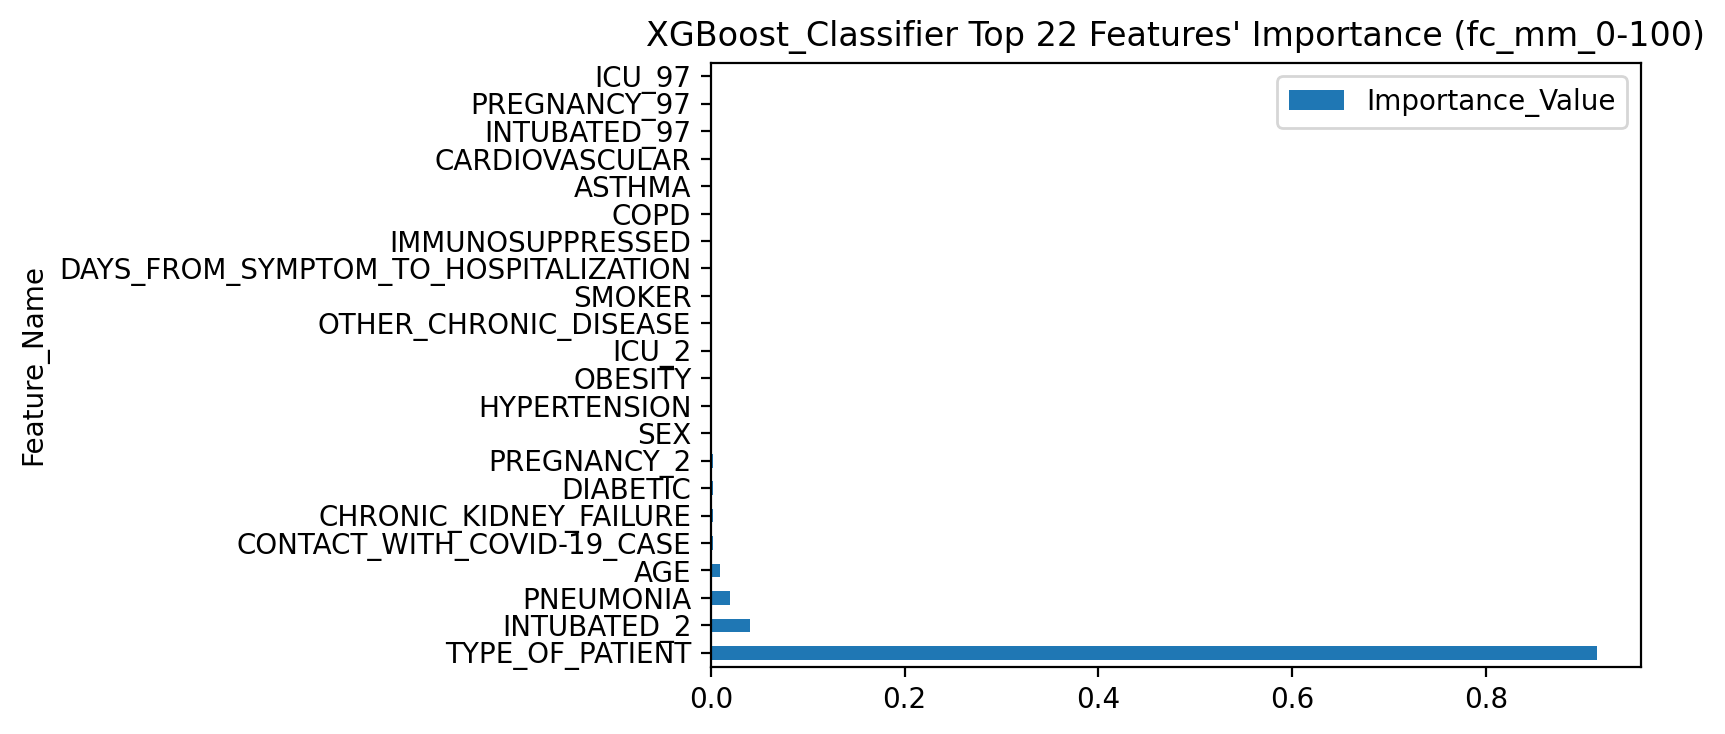 XGBoost_Classifier Top 22 Features' Importance (fc_mm_0-100)
Importance_Value
Feature_Name
ICU_97
PREGNANCY_97
INTUBATED_97
CARDIOVASCULAR
ASTHMA
COPD
IMMUNOSUPPRESSED
DAYS_FROM_SYMPTOM_TO_HOSPITALIZATION
SMOKER
OTHER_CHRONIC_DISEASE
ICU_2
OBESITY
HYPERTENSION
SEX
PREGNANCY_2
DIABETIC
CHRONIC_KIDNEY_FAILURE
CONTACT_WITH_COVID-19_CASE
AGE
PNEUMONIA
INTUBATED_2
TYPE_OF_PATIENT
0.0 0.2 0.4 0.6 0.8